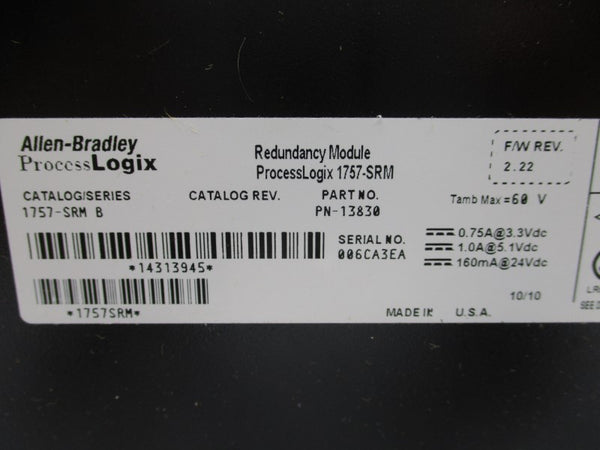 Allen-Bradley
ProcessLogix
Redundancy Module
ProcessLogix 1757-SRM
F/W REV.
2.22
CATALOG/SERIES
1757-SRM B
CATALOG REV.
PART NO.
PN-13830
Tamb Max =60 V
SERIAL NO.
006CA3EA
0.75A@3.3Vdc
1.0A@5.1Vdc
160mA@24Vdc
*14313945*
10/10
*1757SRM*
MADE IN U.S.A.
SEE